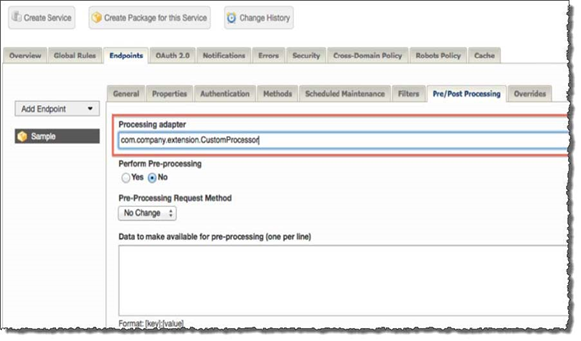 Create Service Create Package for this Service Change History
Overview Global Rules Endpoints OAuth 2.0 Notifications Errors Security Cross-Domain Policy Robots Policy Cache
General Properties Authentication Methods Scheduled Maintenance Filters Pre/Post Processing Overrides
Add Endpoint
Sample
Processing adapter
com.company.extension.CustomProcessor
Perform Pre-processing
Yes No
Pre-Processing Request Method
No Change
Data to make available for pre-processing (one per line)
Format: [key]:[value]